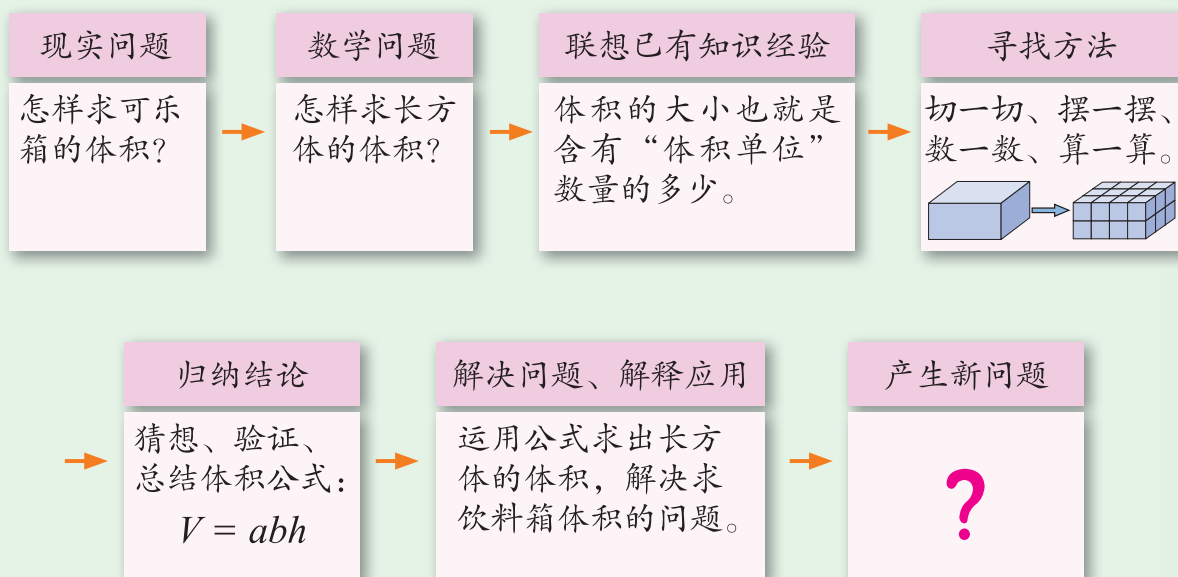 现实问题
怎样求可乐
箱的体积？
数学问题
怎样求长方
体的体积？
联想已有知识经验
体积的大小也就是
含有“体积单位”
数量的多少。
寻找方法
切一切、摆一摆、
数一数、算一算。
归纳结论
猜想、验证、
总结体积公式：
V = abh
解决问题、解释应用
运用公式求出长方
体的体积，解决求
饮料箱体积的问题。
产生新问题
？